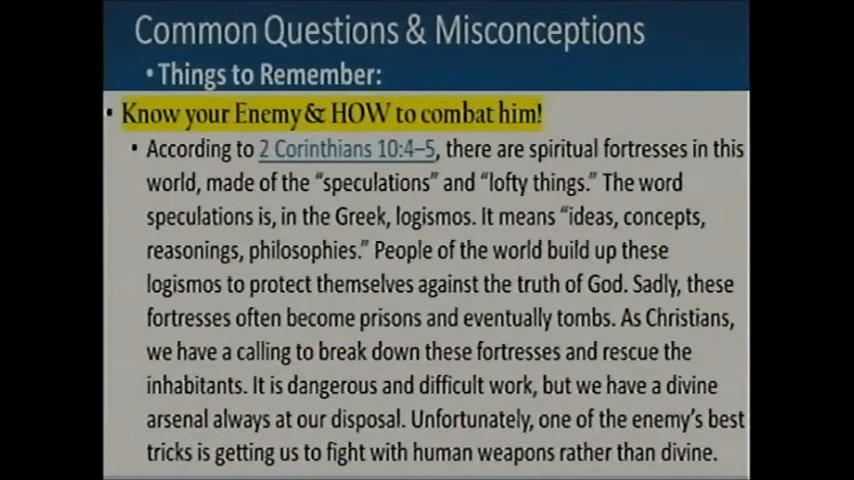 Common Questions & Misconceptions
•Things to Remember:
• Know your Enemy & HOW to combat him!
• According to 2 Corinthians 10:4–5, there are spiritual fortresses in this
world, made of the “speculations” and “lofty things.” The word
speculations is, in the Greek, logismos. It means “ideas, concepts,
reasonings, philosophies.” People of the world build up these
logismos to protect themselves against the truth of God. Sadly, these
fortresses often become prisons and eventually tombs. As Christians,
we have a calling to break down these fortresses and rescue the
inhabitants. It is dangerous and difficult work, but we have a divine
arsenal always at our disposal. Unfortunately, one of the enemy’s best
tricks is getting us to fight with human weapons rather than divine.